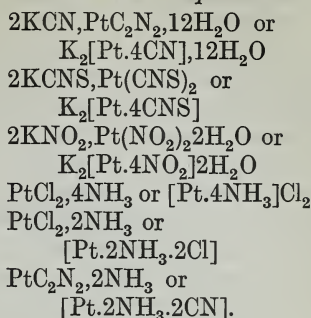 2KCN,PtC₂N₂,12H₂O or
K₂[Pt.4CN],12H₂O
2KCNS,Pt(CNS)₂ or
K₂[Pt.4CNS]
2KNO₂,Pt(NO₂)₂2H₂O or
K₂[Pt.4NO₂]2H₂O
PtCl₂,4NH₃ or [Pt.4NH₃]Cl₂
PtCl₂,2NH₃ or
[Pt.2NH₃.2Cl]
PtC₂N₂,2NH₃ or
[Pt.2NH₃.2CN].